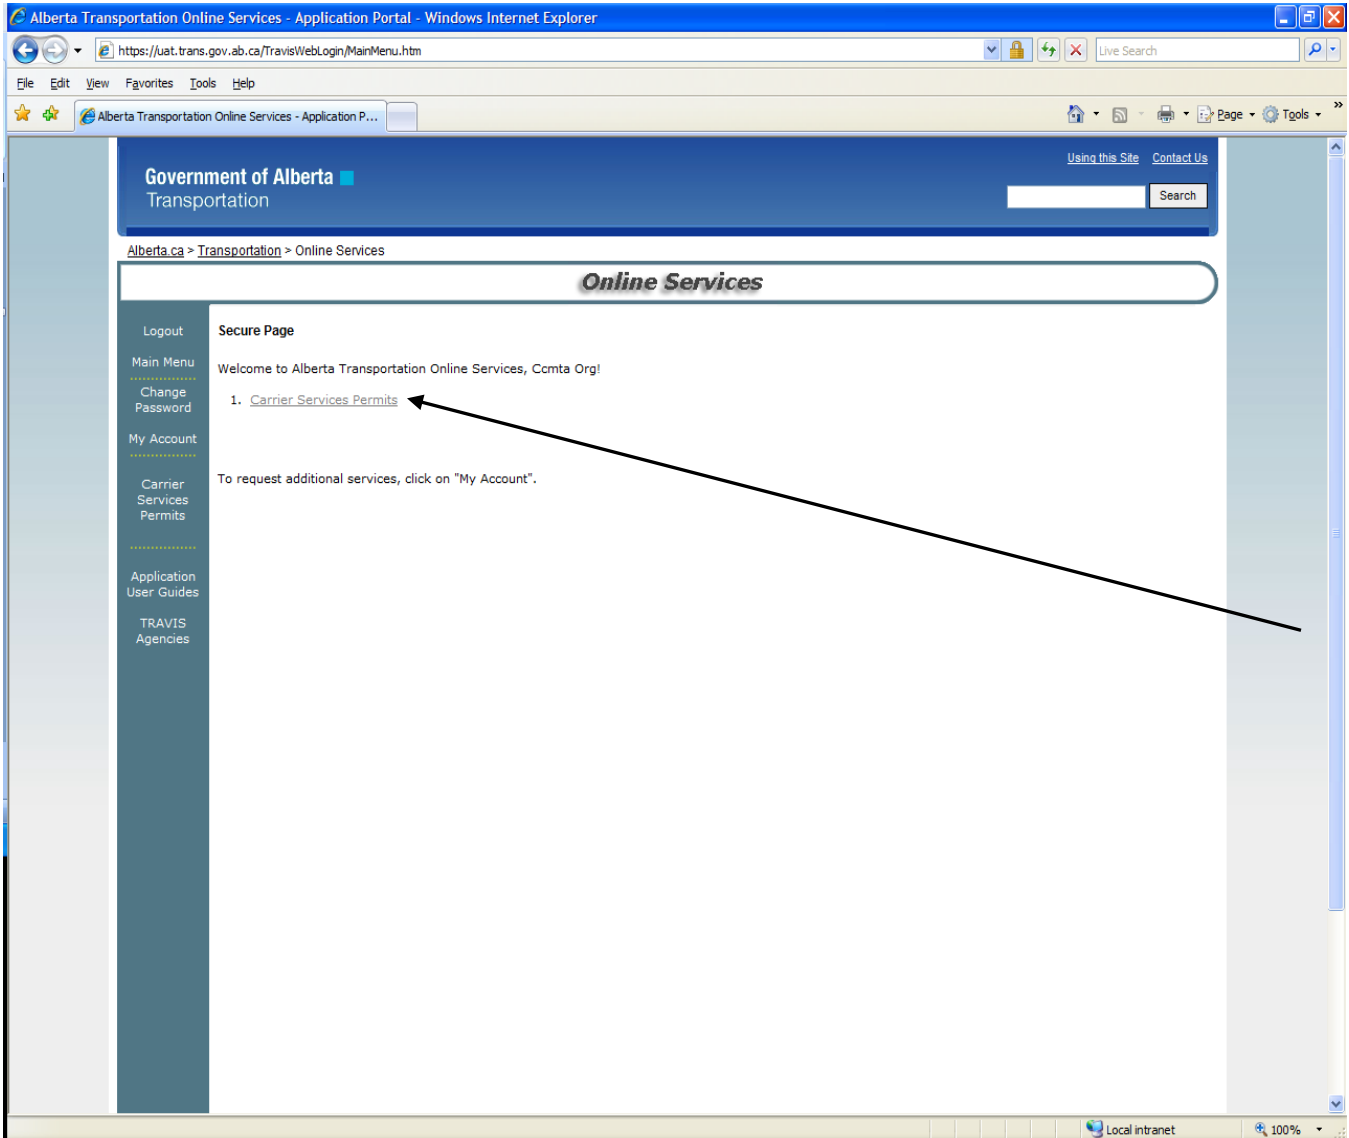 Alberta Transportation Online Services - Application Portal - Windows Internet Explorer
https://uat.trans.gov.ab.ca/TravisWebLogin/MainMenu.htm
Live Search
File Edit View Favorites Tools Help
Alberta Transportation Online Services - Application P...
Page Tools »
Using this Site Contact Us
Government of Alberta
Transportation
Search
Alberta.ca > Transportation > Online Services
Online Services
Logout
Main Menu
Change
Password
My Account
Carrier
Services
Permits
Application
User Guides
TRAVIS
Agencies
Secure Page
Welcome to Alberta Transportation Online Services, Ccmta Org!
1. Carrier Services Permits
To request additional services, click on "My Account".
Local intranet
100%